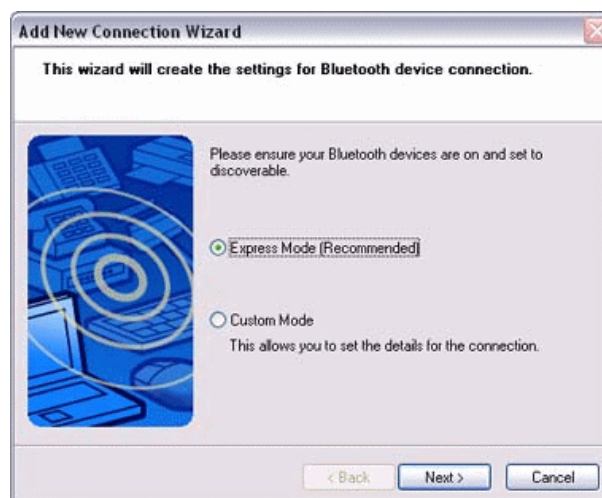 Add New Connection Wizard
This wizard will create the settings for Bluetooth device connection.
Please ensure your Bluetooth devices are on and set to
discoverable.
Express Mode (Recommended)
Custom Mode
This allows you to set the details for the connection.
< Back Next > Cancel